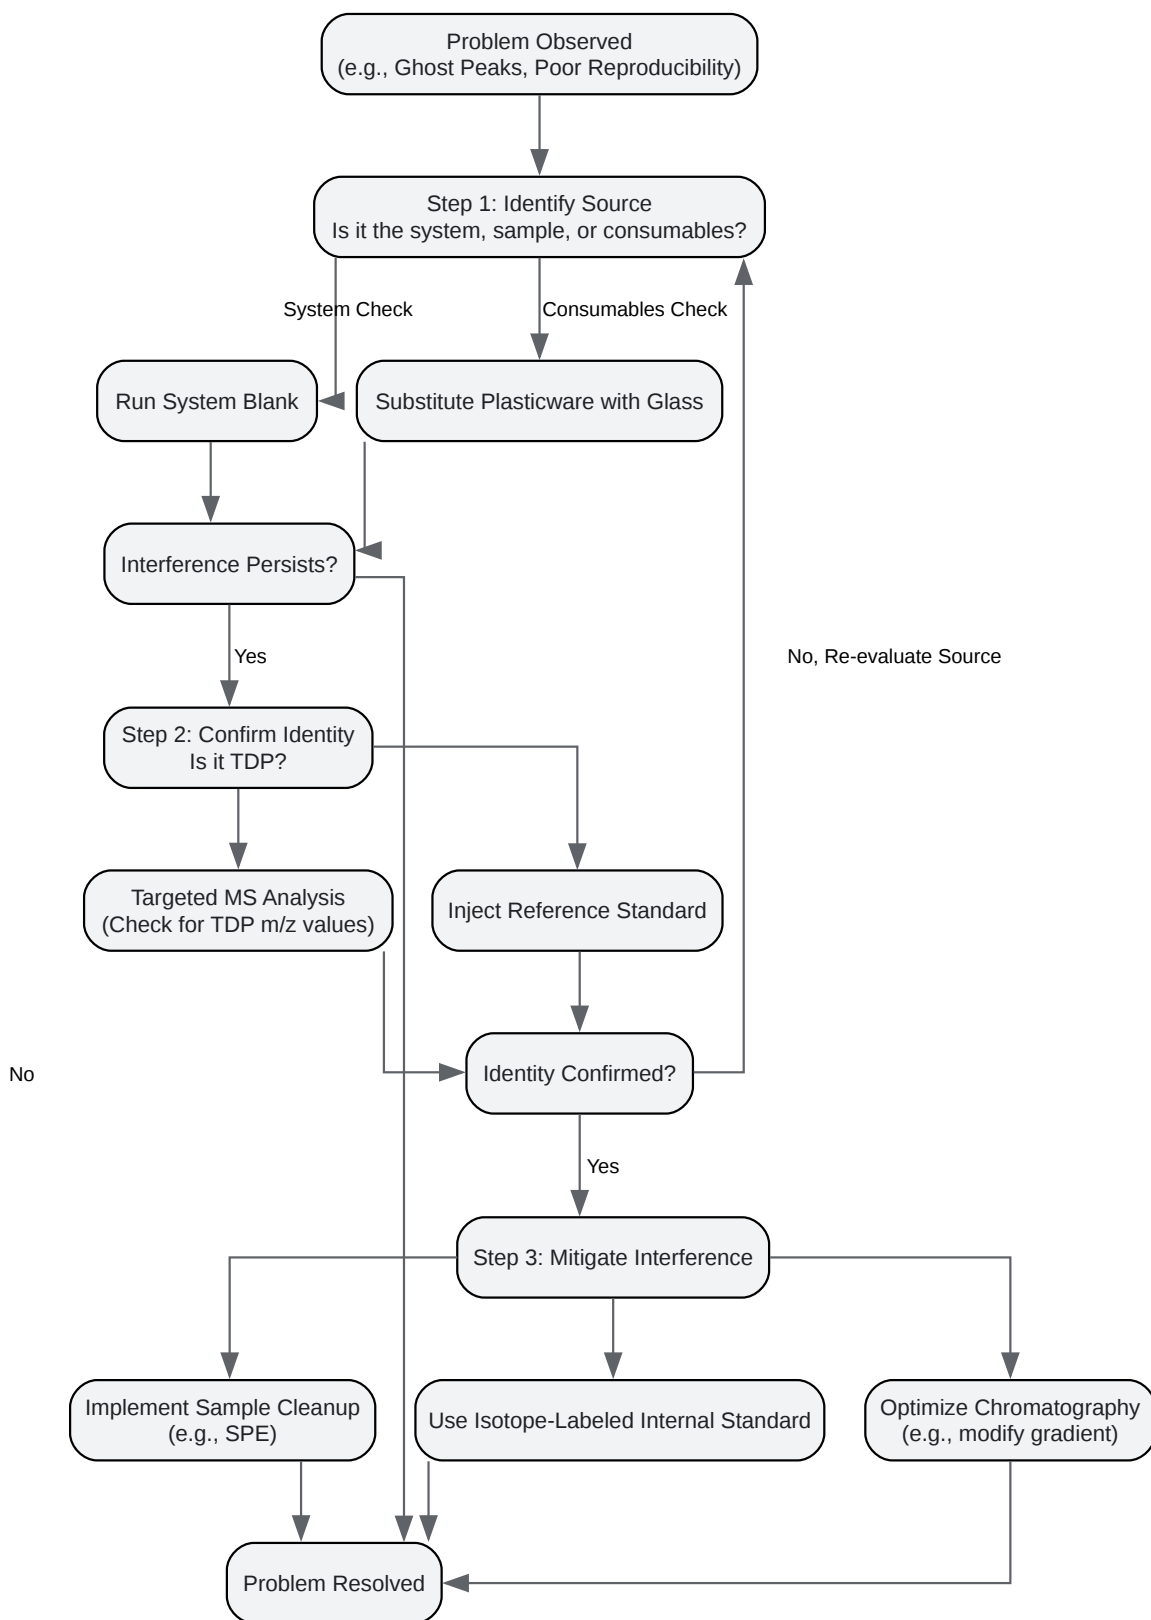 Problem Observed
(e.g., Ghost Peaks, Poor Reproducibility)
Step 1: Identify Source
Is it the system, sample, or consumables?
System Check
Consumables Check
Run System Blank
Substitute Plasticware with Glass
Interference Persists?
Yes
No, Re-evaluate Source
Step 2: Confirm Identity
Is it TDP?
Targeted MS Analysis
(Check for TDP m/z values)
Inject Reference Standard
No
Identity Confirmed?
Yes
Step 3: Mitigate Interference
Implement Sample Cleanup
(e.g., SPE)
Use Isotope-Labeled Internal Standard
Optimize Chromatography
(e.g., modify gradient)
Problem Resolved